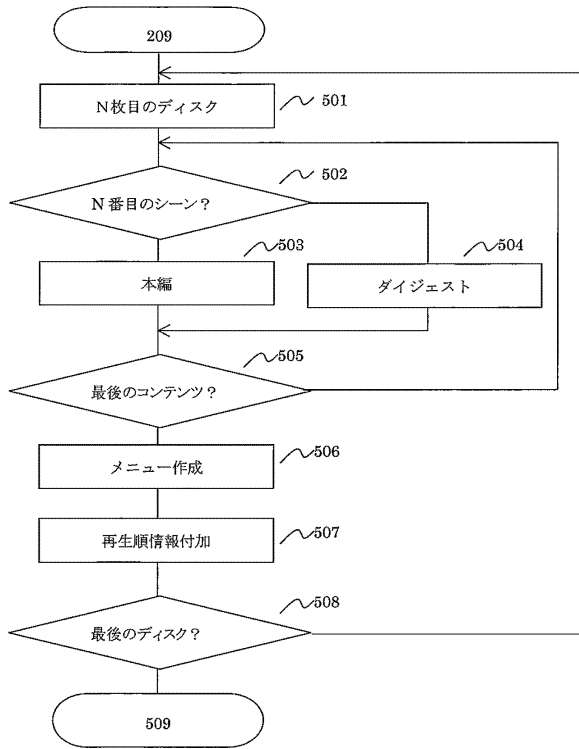 209
N枚目のディスク
501
N番目のシーン？
502
本編
503
ダイジェスト
504
最後のコンテンツ？
505
メニュー作成
506
再生順情報付加
507
最後のディスク？
508
509